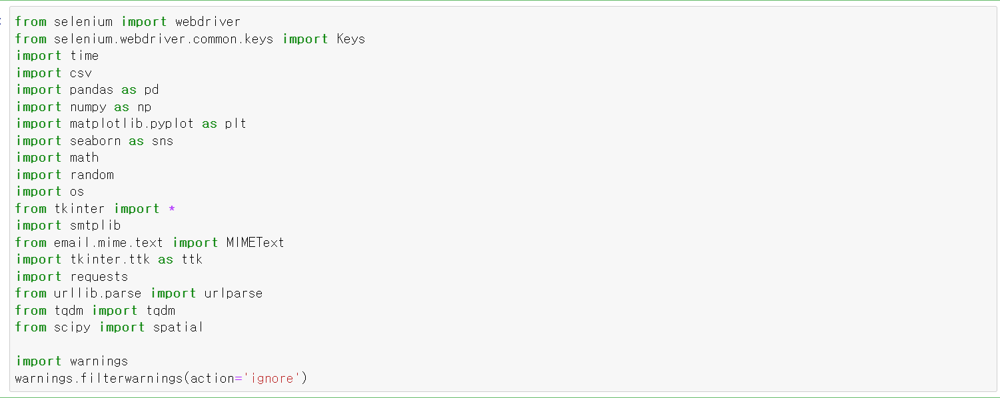 from selenium import webdriver
from selenium.webdriver.common.keys import Keys
import time
import csv
import pandas as pd
import numpy as np
import matplotlib.pyplot as plt
import seaborn as sns
import math
import random
import os
from tkinter import *
import smtplib
from email.mime.text import MIMEText
import tkinter.ttk as ttk
import requests
from urllib.parse import urlparse
from tqdm import tqdm
from scipy import spatial
import warnings
warnings.filterwarnings(action='ignore')